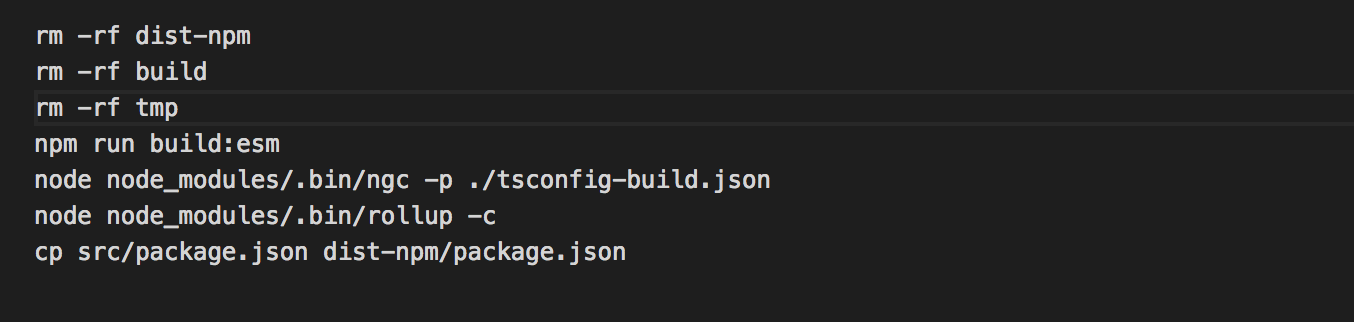 rm -rf dist-npm
rm -rf build
rm -rf tmp
npm run build:esm
node node_modules/.bin/ngc -p ./tsconfig-build.json
node node_modules/.bin/rollup -c
cp src/package.json dist-npm/package.json